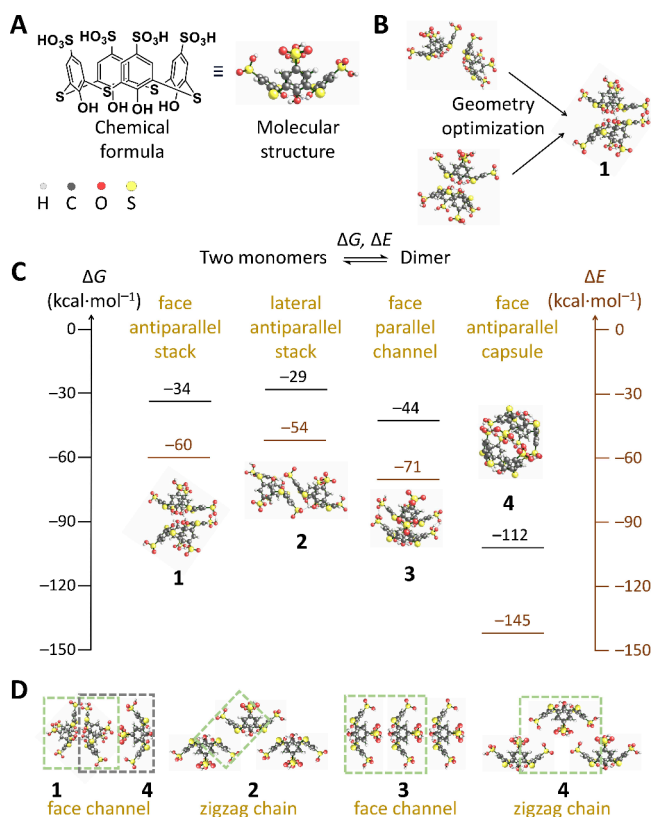 A
HO₃S SO₃H SO₃H SO₃H
S S S S
OH OH OH HO
≡
Chemical
formula
Molecular
structure
H C O S
B
Geometry
optimization
1
ΔG, ΔE
Two monomers ⇌ Dimer
C
ΔG
(kcal·mol⁻¹)
0
−30
−60
−90
−120
−150
face
antiparallel
stack
−34
−60
1
lateral
antiparallel
stack
−29
−54
2
face
parallel
channel
−44
−71
3
face
antiparallel
capsule
4
−112
−145
ΔE
(kcal·mol⁻¹)
0
−30
−60
−90
−120
−150
D
1 4
face channel
2
zigzag chain
3
face channel
4
zigzag chain